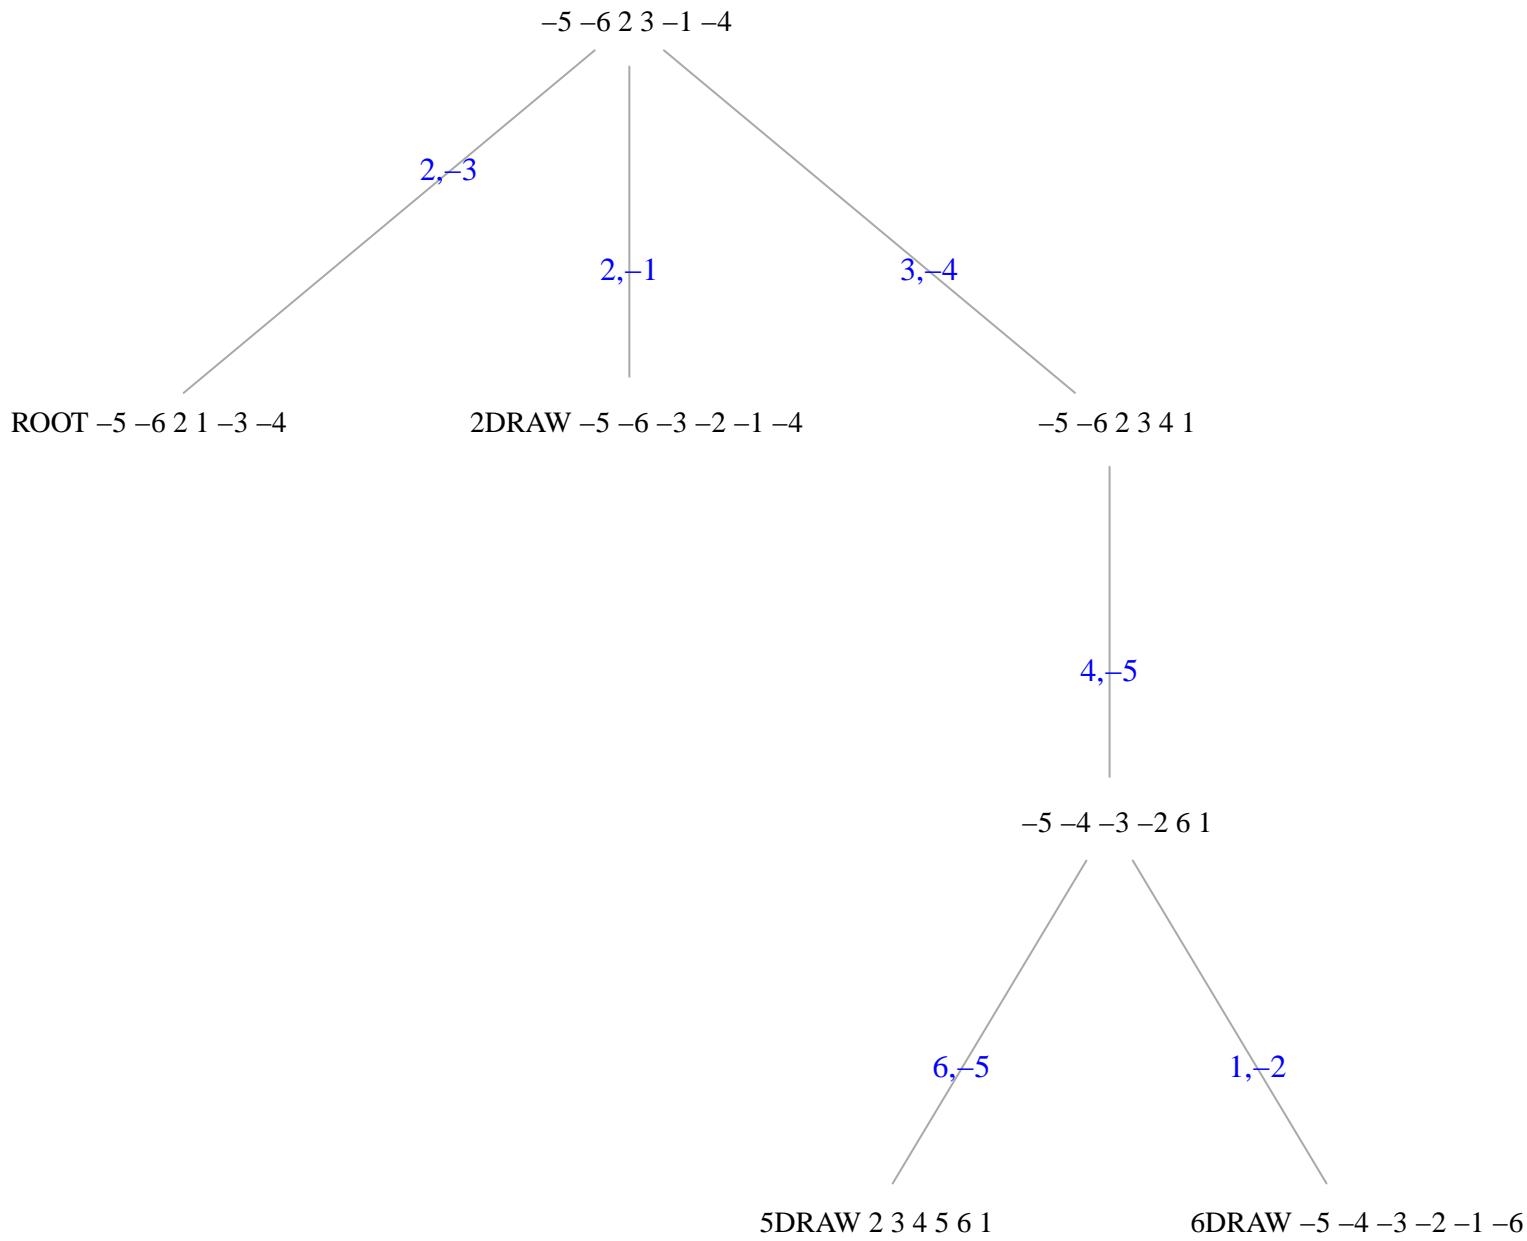 –5 –6 2 3 –1 –4
2,–3
2,–1
3,–4
ROOT –5 –6 2 1 –3 –4
2DRAW –5 –6 –3 –2 –1 –4
–5 –6 2 3 4 1
4,–5
–5 –4 –3 –2 6 1
6,–5
1,–2
5DRAW 2 3 4 5 6 1
6DRAW –5 –4 –3 –2 –1 –6